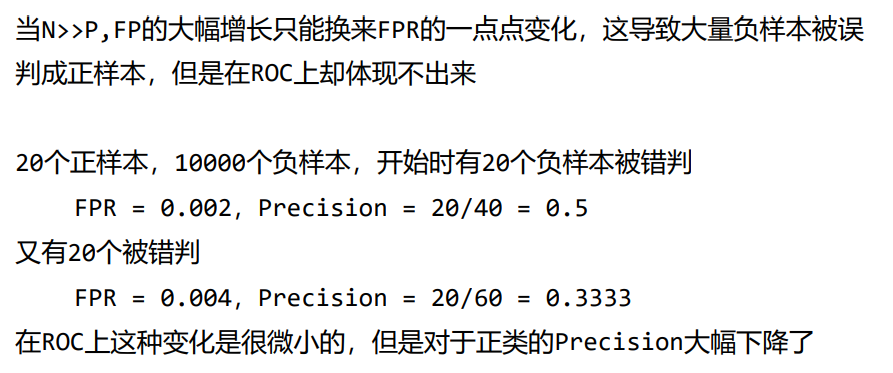 当N>>P,FP的大幅增长只能换来FPR的一点点变化，这导致大量负样本被误
判成正样本，但是在ROC上却体现不出来
20个正样本，10000个负样本，开始时有20个负样本被错判
FPR = 0.002，Precision = 20/40 = 0.5
又有20个被错判
FPR = 0.004，Precision = 20/60 = 0.3333
在ROC上这种变化是很微小的，但是对于正类的Precision大幅下降了